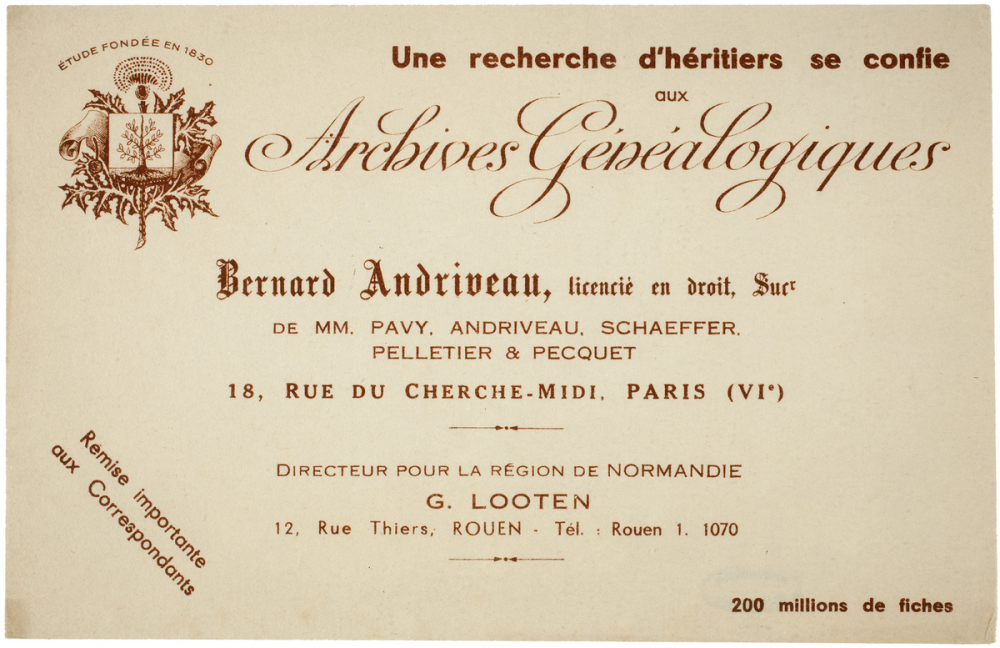 ÉTUDE FONDÉE EN 1830
Une recherche d'héritiers se confie
aux
Archives Généalogiques
Bernard Andriveau, licencié en droit, Sucr
DE MM. PAVY, ANDRIVEAU, SCHAEFFER,
PELLETIER & PECQUET
18, RUE DU CHERCHE-MIDI, PARIS (VIe)
DIRECTEUR POUR LA RÉGION DE NORMANDIE
G. LOOTEN
12, Rue Thiers, ROUEN - Tél. : Rouen 1. 1070
Rémise importante
aux Correspondants
200 millions de fiches